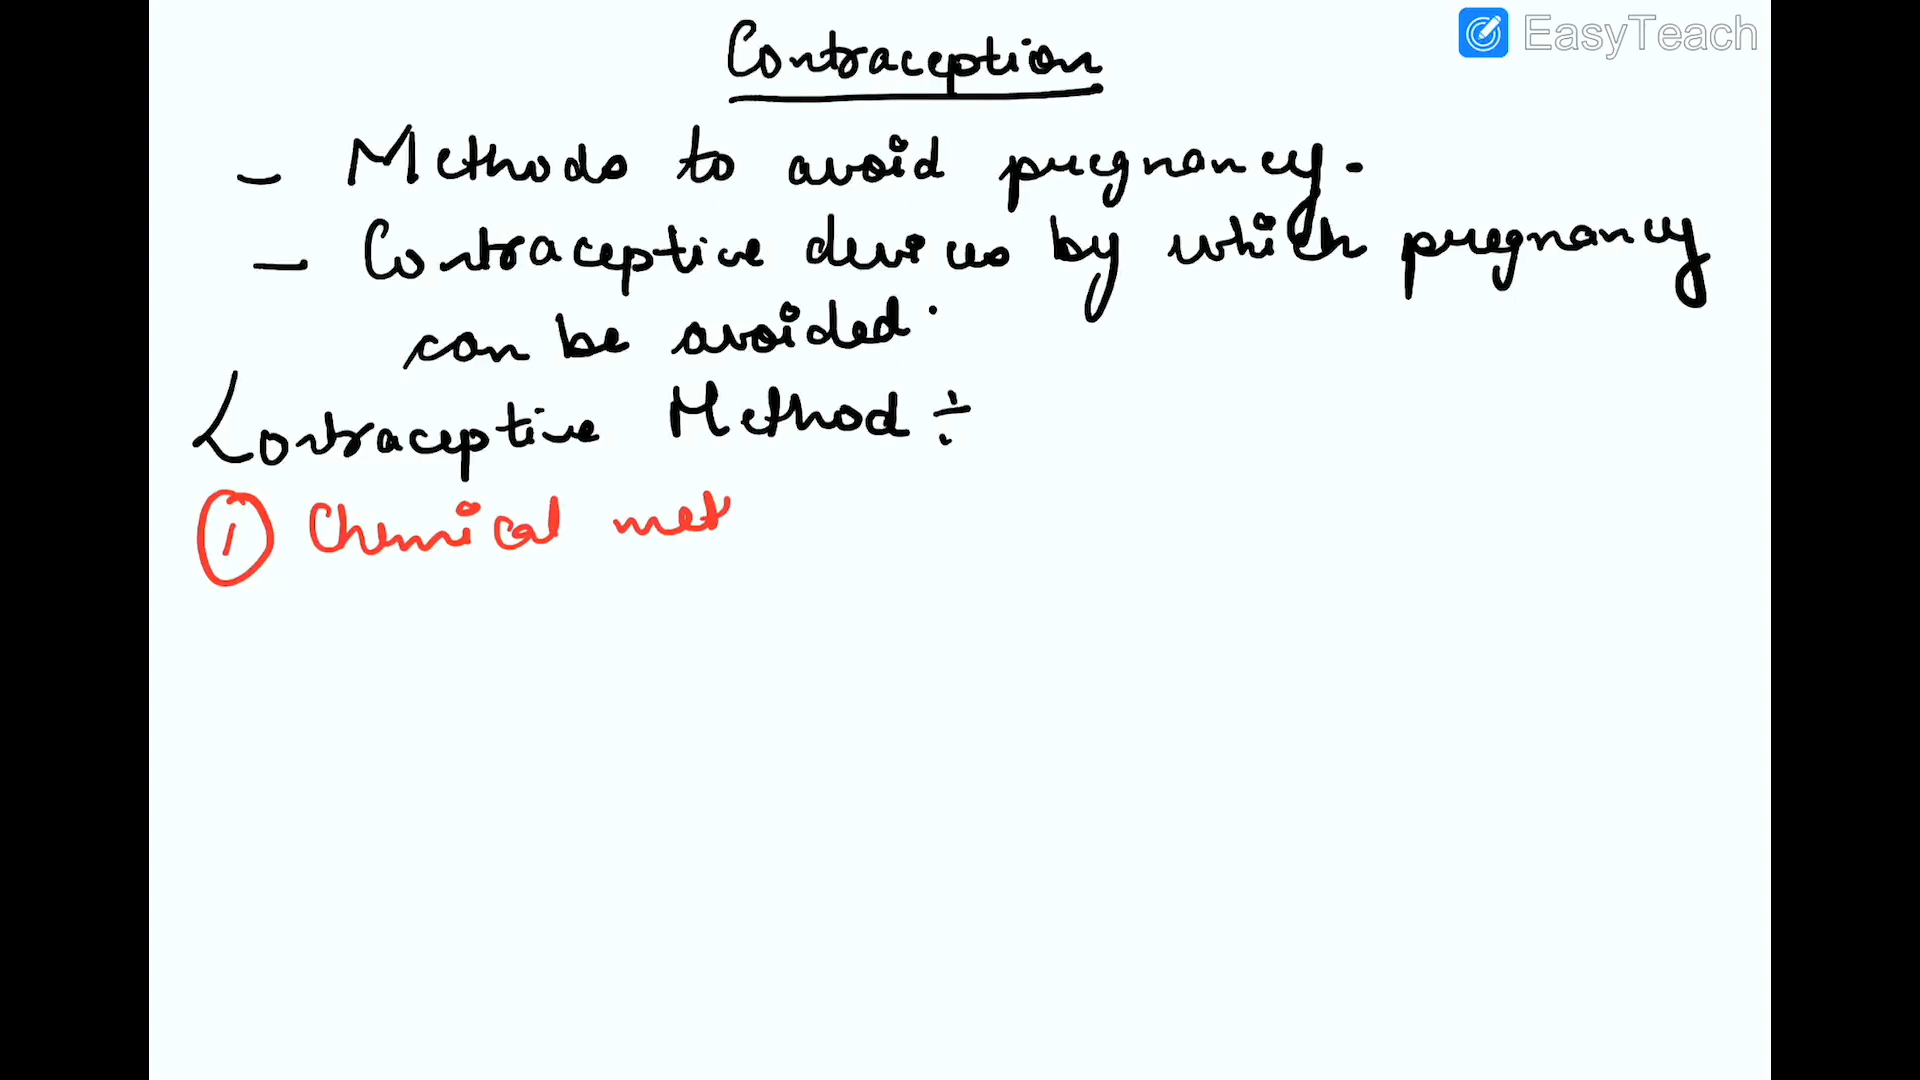 Contraception
EasyTeach
- Methods to avoid pregnancy.
- Contraceptive devices by which pregnancy
can be avoided.
Contraceptive Method ÷
① Chemical met